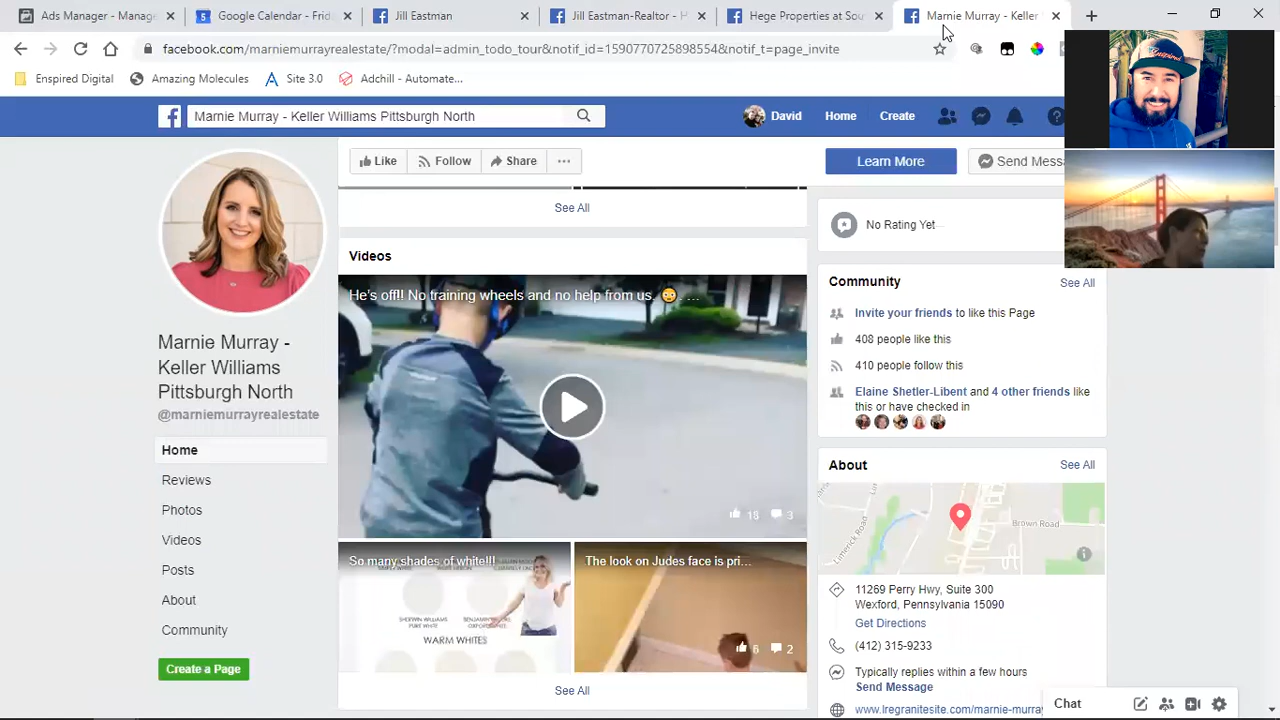 Ads Manager - Manage
Google Calendar - Frid
Jill Eastman
Jill Eastman-Realtor - H
Hege Properties at Sou
Marnie Murray - Keller
facebook.com/marniemurrayrealestate/?modal=admin_todo_tour&notif_id=1590770725898554&notif_t=page_invite
Enspired Digital
Amazing Molecules
Site 3.0
Adchill - Automate...
Marnie Murray - Keller Williams Pittsburgh North
David
Home
Create
Like
Follow
Share
Learn More
Send Mess
See All
No Rating Yet
Videos
He's off!! No training wheels and no help from us. 😳. ...
18
3
So many shades of white!!!
WARM WHITES
The look on Judes face is pri...
6
2
See All
Marnie Murray -
Keller Williams
Pittsburgh North
@marniemurrayrealestate
Home
Reviews
Photos
Videos
Posts
About
Community
Create a Page
Community
See All
Invite your friends to like this Page
408 people like this
410 people follow this
Elaine Shetler-Libent and 4 other friends like
this or have checked in
About
See All
Limerick Road
Brown Road
11269 Perry Hwy, Suite 300
Wexford, Pennsylvania 15090
Get Directions
(412) 315-9233
Typically replies within a few hours
Send Message
www.lregranitesite.com/marnie-murray
Chat